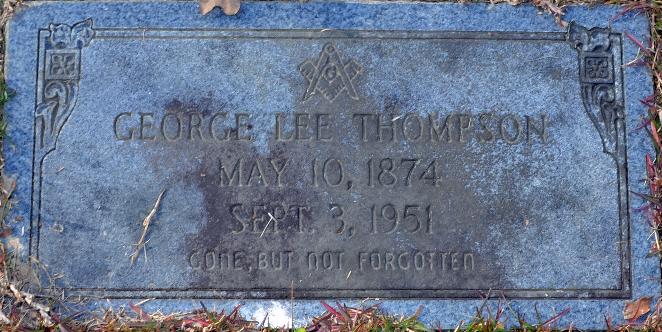 G
GEORGE LEE THOMPSON
MAY 10, 1874
SEPT. 3, 1951
GONE, BUT NOT FORGOTTEN